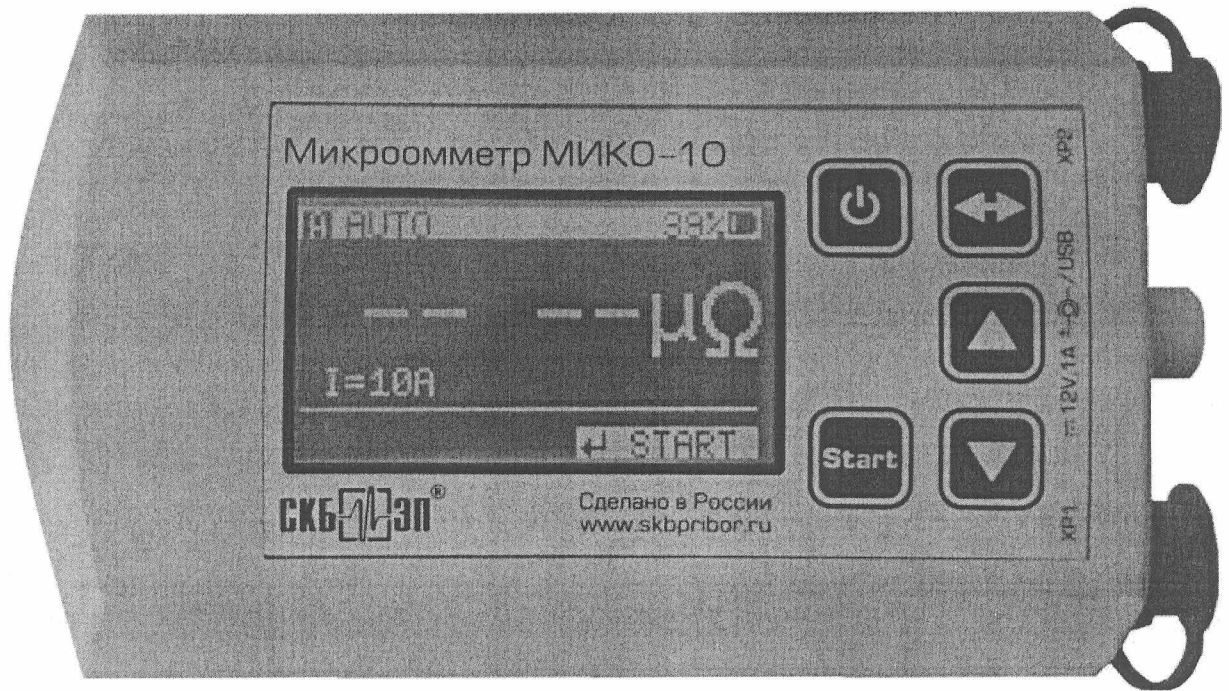 Микроомметр МИКО-10
AUTO
I=10A
μΩ
↵ START
СКБ ЭП®
Сделано в России
www.skbpribor.ru
Start
XP2
12V,1A /USB
XP1